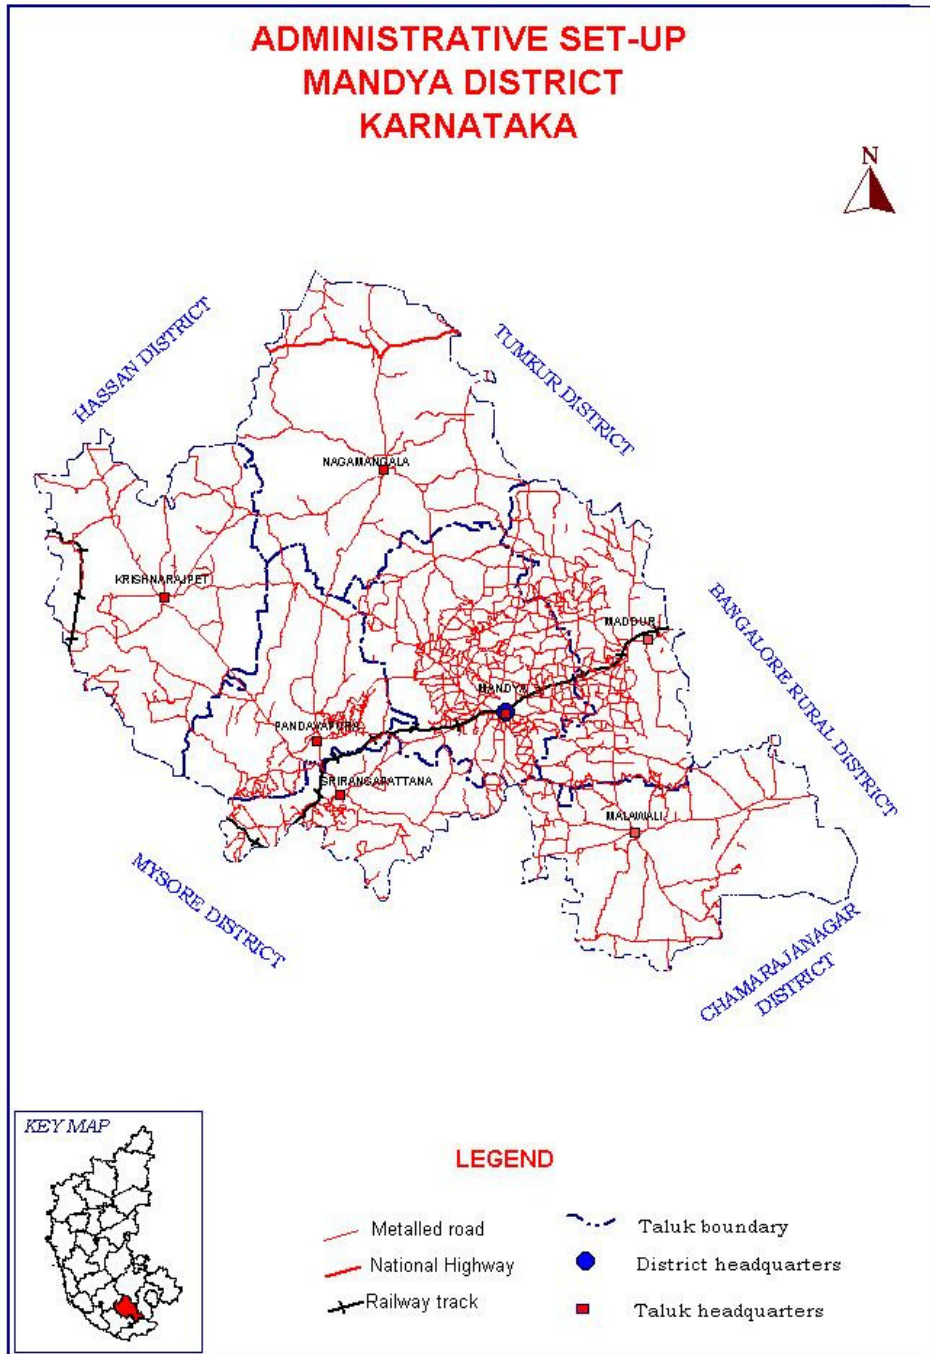 ADMINISTRATIVE SET-UP
MANDYA DISTRICT
KARNATAKA
N
HASSAN DISTRICT
TUMKUR DISTRICT
NAGAMANGALA
KRISHNARAJPET
MADDUR
BANGALORE RURAL DISTRICT
MANDYA
PANDAVAPURA
SRIRANGAPATTANA
MALAWALI
MYSORE DISTRICT
CHAMARAJANAGAR
DISTRICT
KEY MAP
LEGEND
Metalled road
National Highway
Railway track
Taluk boundary
District headquarters
Taluk headquarters